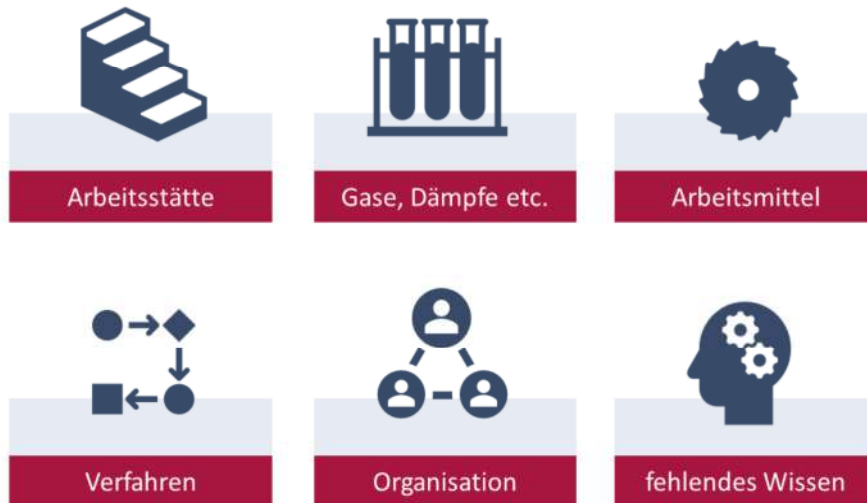 Arbeitsstätte
Gase, Dämpfe etc.
Arbeitsmittel
Verfahren
Organisation
fehlendes Wissen